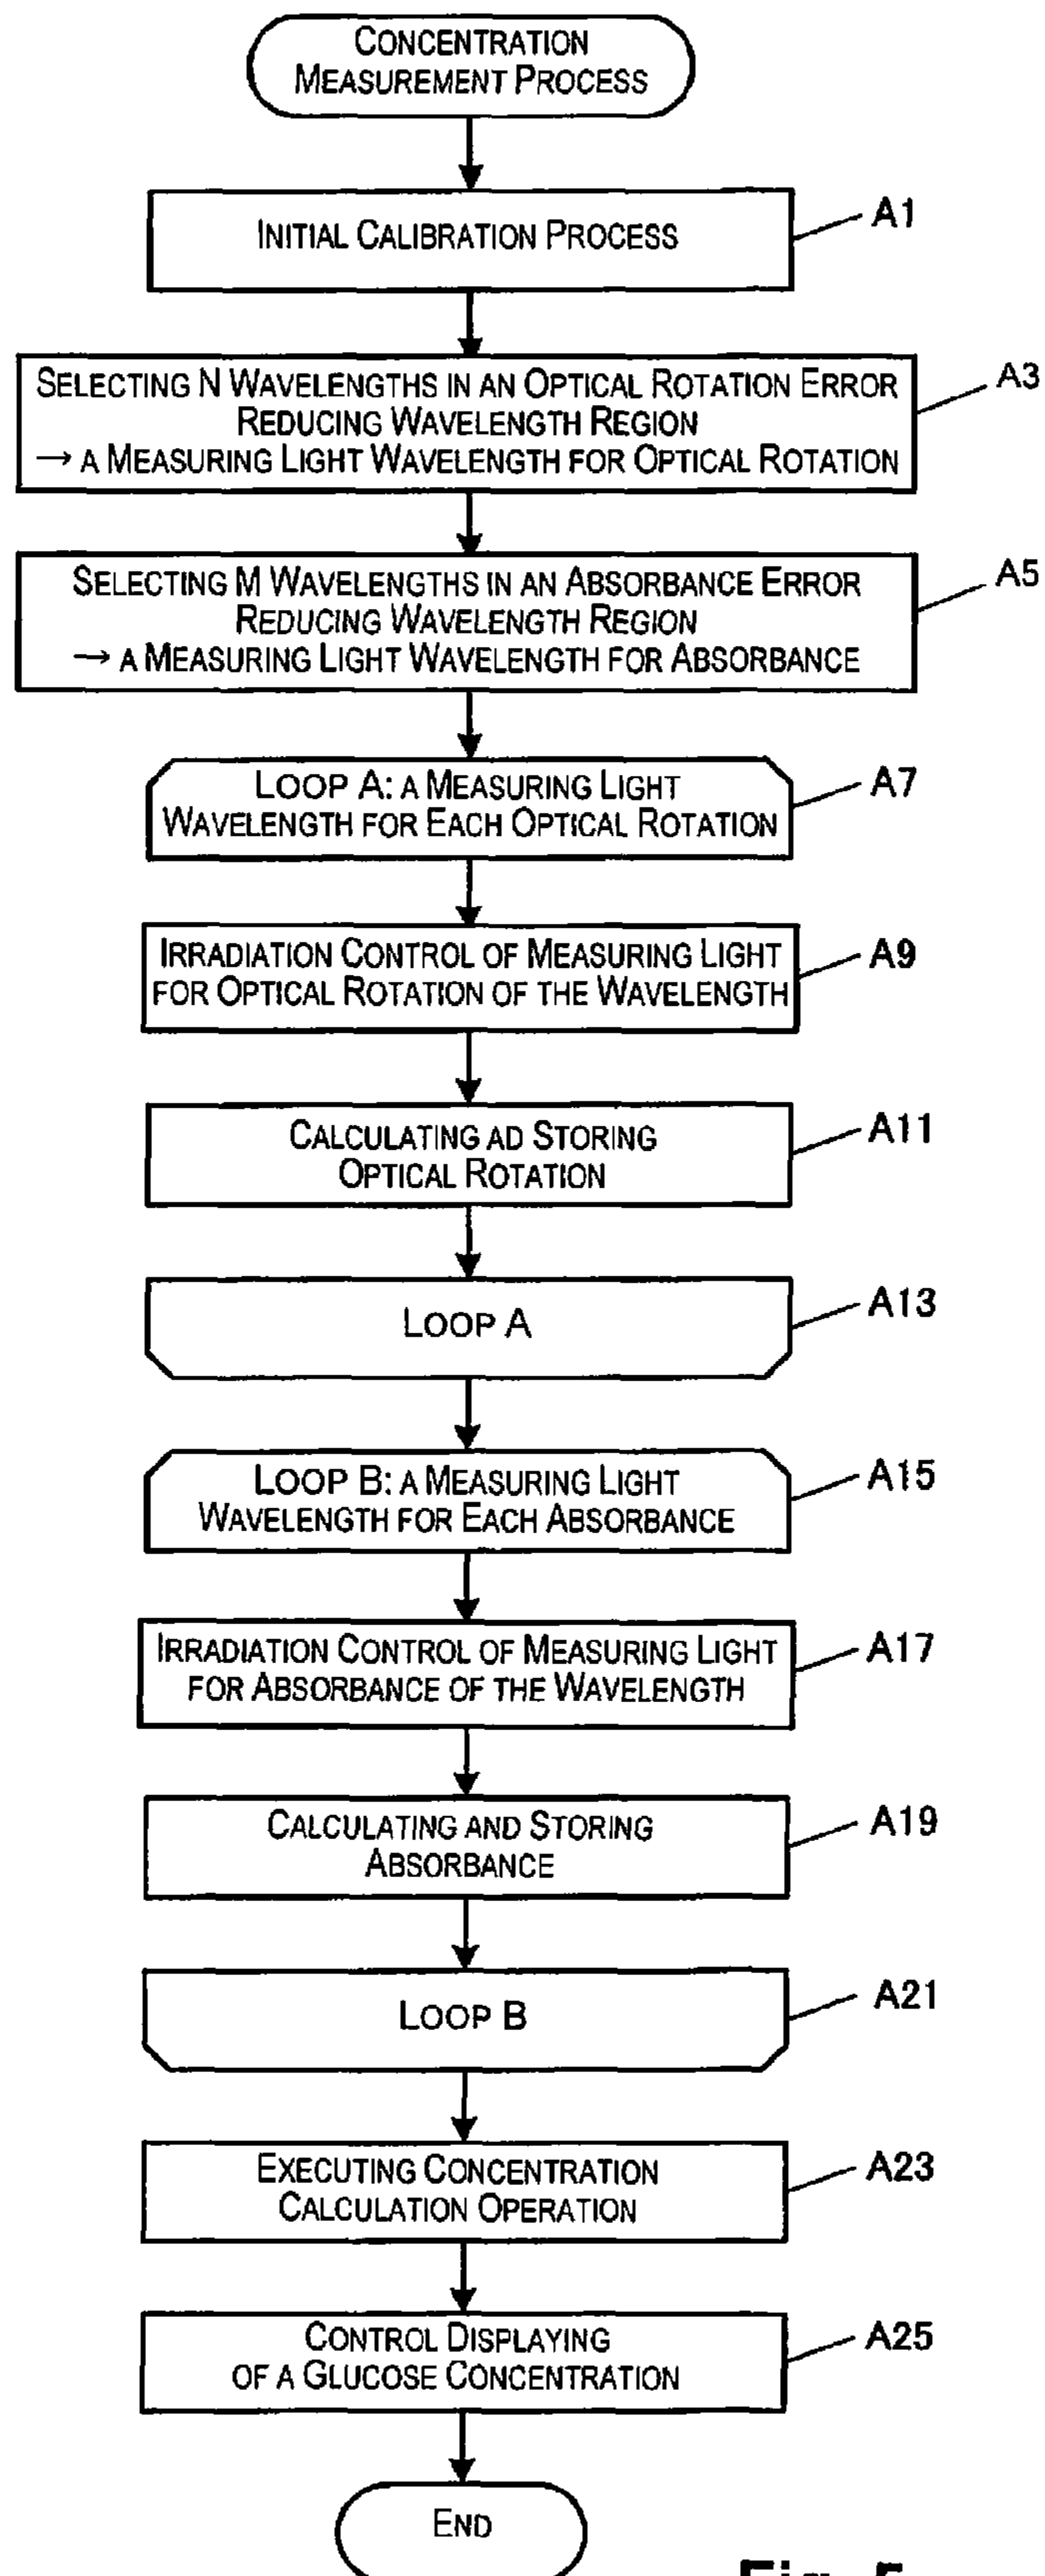 CONCENTRATION
MEASUREMENT PROCESS
INITIAL CALIBRATION PROCESS
A1
SELECTING N WAVELENGTHS IN AN OPTICAL ROTATION ERROR
REDUCING WAVELENGTH REGION
→ A MEASURING LIGHT WAVELENGTH FOR OPTICAL ROTATION
A3
SELECTING M WAVELENGTHS IN AN ABSORBANCE ERROR
REDUCING WAVELENGTH REGION
→ A MEASURING LIGHT WAVELENGTH FOR ABSORBANCE
A5
LOOP A: A MEASURING LIGHT
WAVELENGTH FOR EACH OPTICAL ROTATION
A7
IRRADIATION CONTROL OF MEASURING LIGHT
FOR OPTICAL ROTATION OF THE WAVELENGTH
A9
CALCULATING AD STORING
OPTICAL ROTATION
A11
LOOP A
A13
LOOP B: A MEASURING LIGHT
WAVELENGTH FOR EACH ABSORBANCE
A15
IRRADIATION CONTROL OF MEASURING LIGHT
FOR ABSORBANCE OF THE WAVELENGTH
A17
CALCULATING AND STORING
ABSORBANCE
A19
LOOP B
A21
EXECUTING CONCENTRATION
CALCULATION OPERATION
A23
CONTROL DISPLAYING
OF A GLUCOSE CONCENTRATION
A25
END